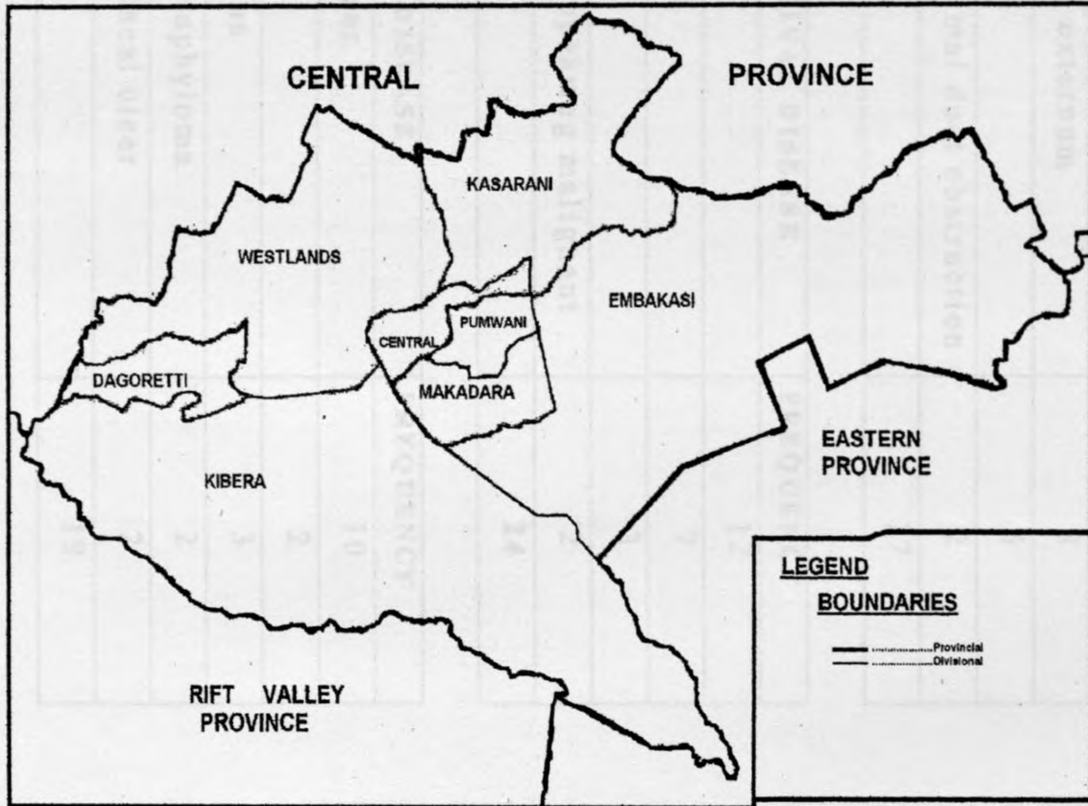 CENTRAL PROVINCE
KASARANI
WESTLANDS
EMBAKASI
PUMWANI
CENTRAL
DAGORETTI
MAKADARA
EASTERN
PROVINCE
KIBERA
LEGEND
BOUNDARIES
Provincial
Divisional
RIFT VALLEY
PROVINCE